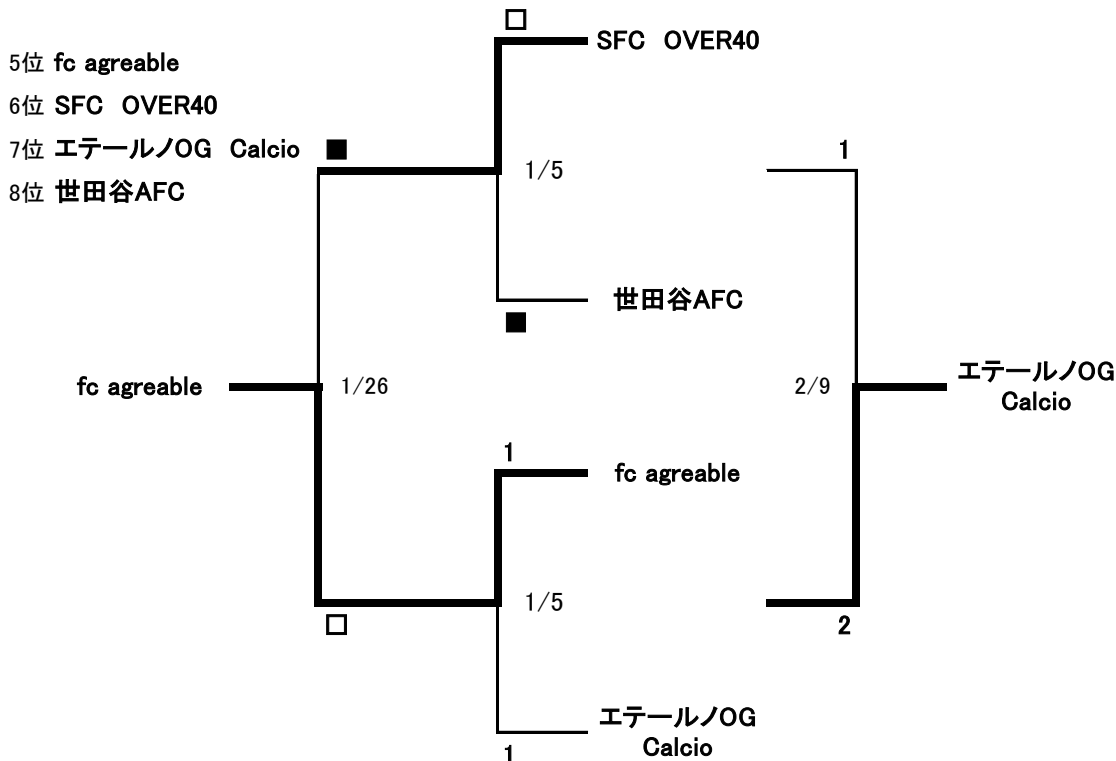 □
SFC　OVER40
5位 fc agreable
6位 SFC　OVER40
7位 エテールノOG　Calcio ■
8位 世田谷AFC
1/5
1
世田谷AFC
■
fc agreable
1/26
2/9
エテールノOG
Calcio
1
fc agreable
1/5
□
2
エテールノOG
Calcio
1